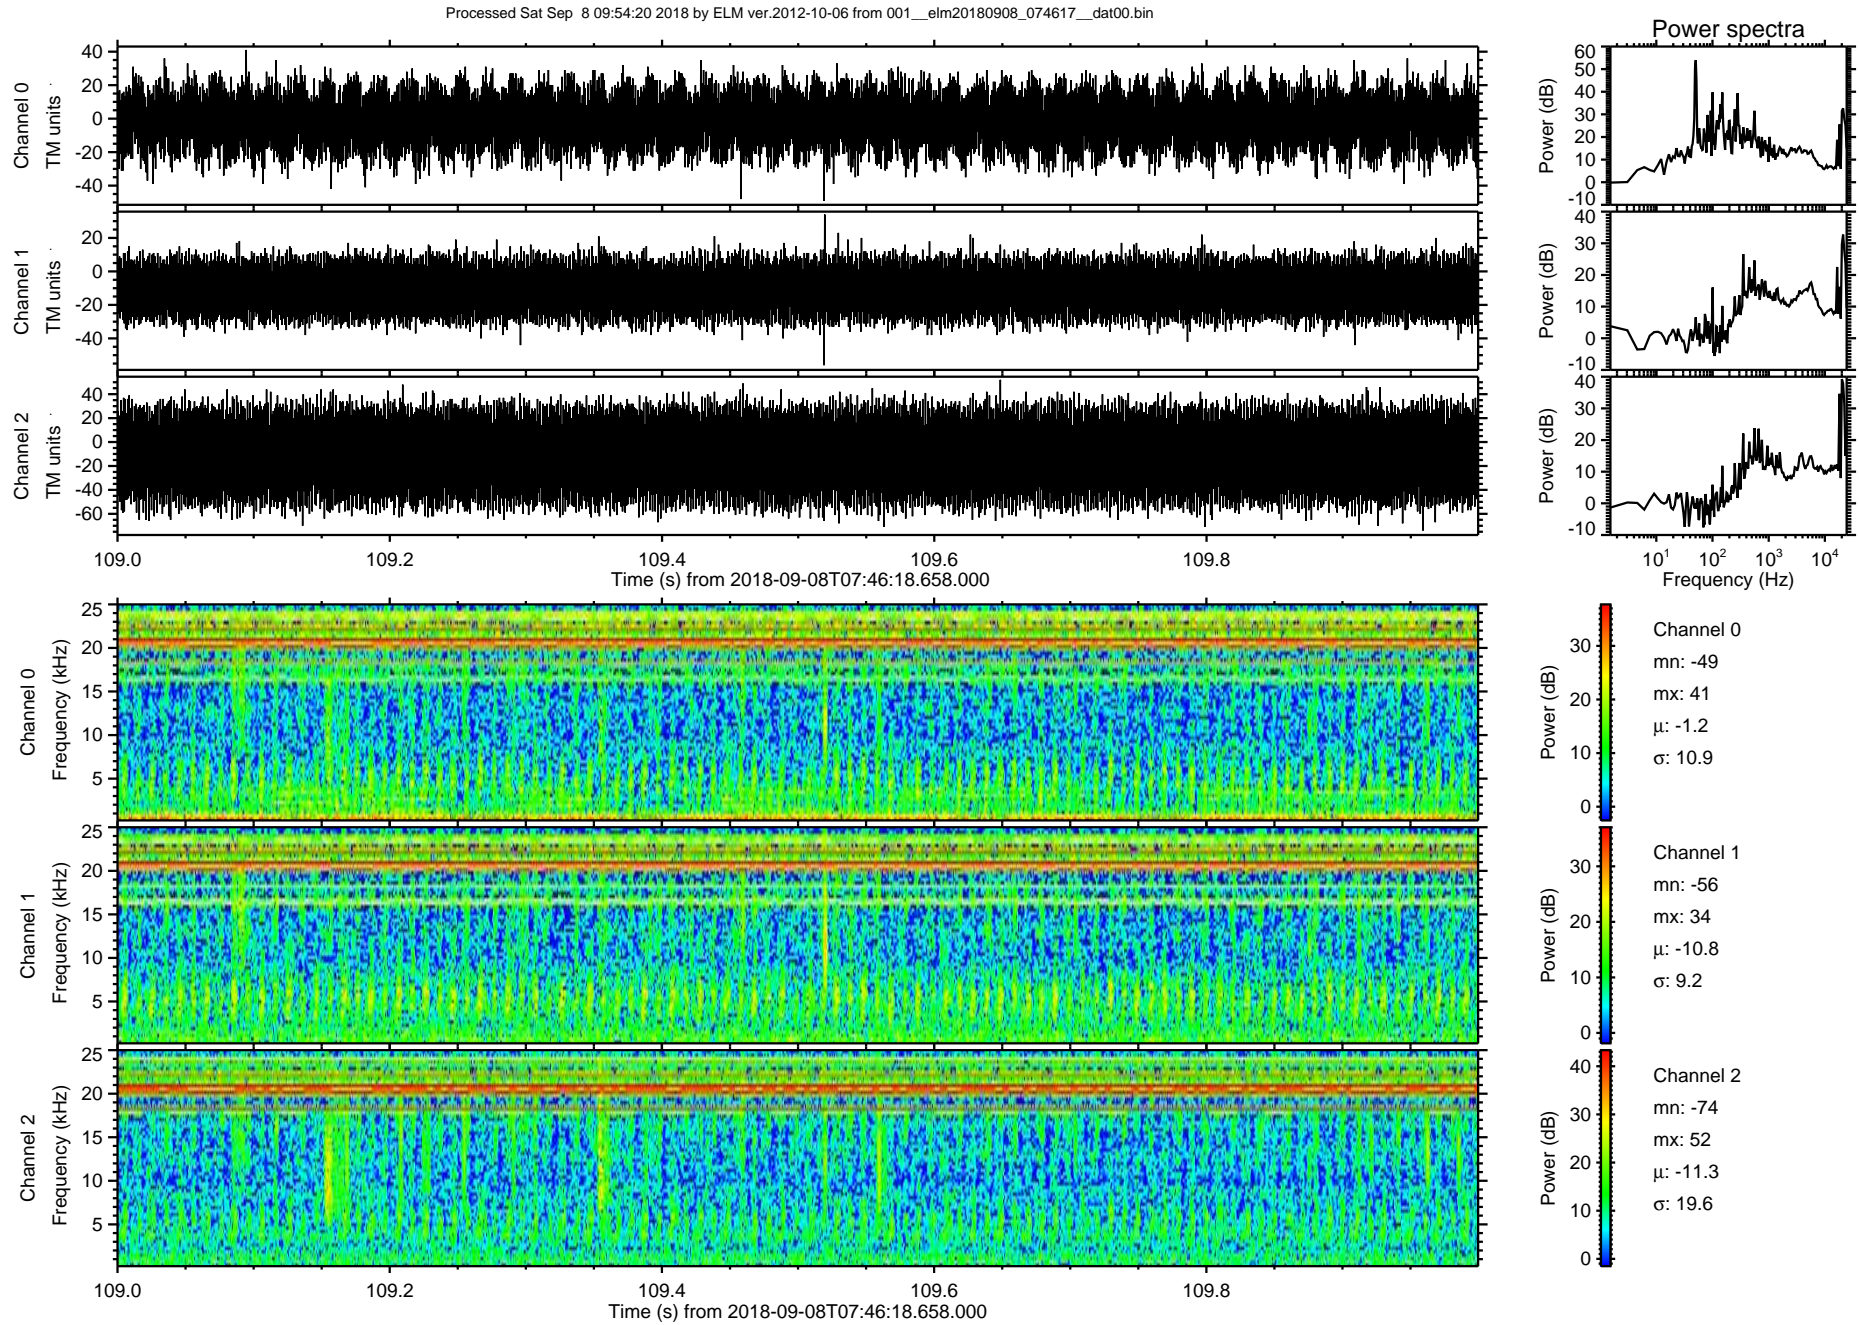 Processed Sat Sep  8 09:54:20 2018 by ELM ver.2012-10-06 from 001__elm20180908_074617__dat00.bin
Power spectra
Channel 0
TM units
40
20
0
-20
-40
Power (dB)
60
50
40
30
20
10
0
-10
Channel 1
TM units
20
0
-20
-40
Power (dB)
40
30
20
10
0
-10
Channel 2
TM units
40
20
0
-20
-40
-60
Power (dB)
40
30
20
10
0
-10
109.0 109.2 109.4 109.6 109.8
Time (s) from 2018-09-08T07:46:18.658.000
10^1 10^2 10^3 10^4
Frequency (Hz)
Channel 0
Frequency (kHz)
25
20
15
10
5
Power (dB)
30
20
10
0
Channel 0
mn: -49
mx: 41
μ: -1.2
σ: 10.9
Channel 1
Frequency (kHz)
25
20
15
10
5
Power (dB)
30
20
10
0
Channel 1
mn: -56
mx: 34
μ: -10.8
σ: 9.2
Channel 2
Frequency (kHz)
25
20
15
10
5
Power (dB)
40
30
20
10
0
Channel 2
mn: -74
mx: 52
μ: -11.3
σ: 19.6
109.0 109.2 109.4 109.6 109.8
Time (s) from 2018-09-08T07:46:18.658.000